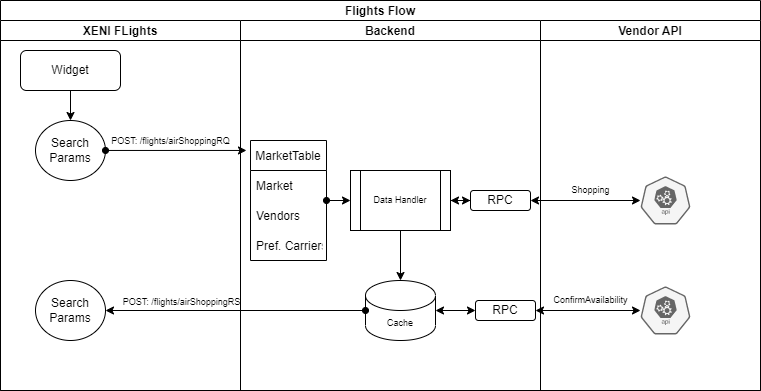 Flights Flow
XENI FLights
Backend
Vendor API
Widget
Search
Params
POST: /flights/airShoppingRQ
MarketTable
Market
Vendors
Pref. Carriers
Data Handler
RPC
Shopping
api
Search
Params
POST: /flights/airShoppingRS
Cache
RPC
ConfirmAvailability
api